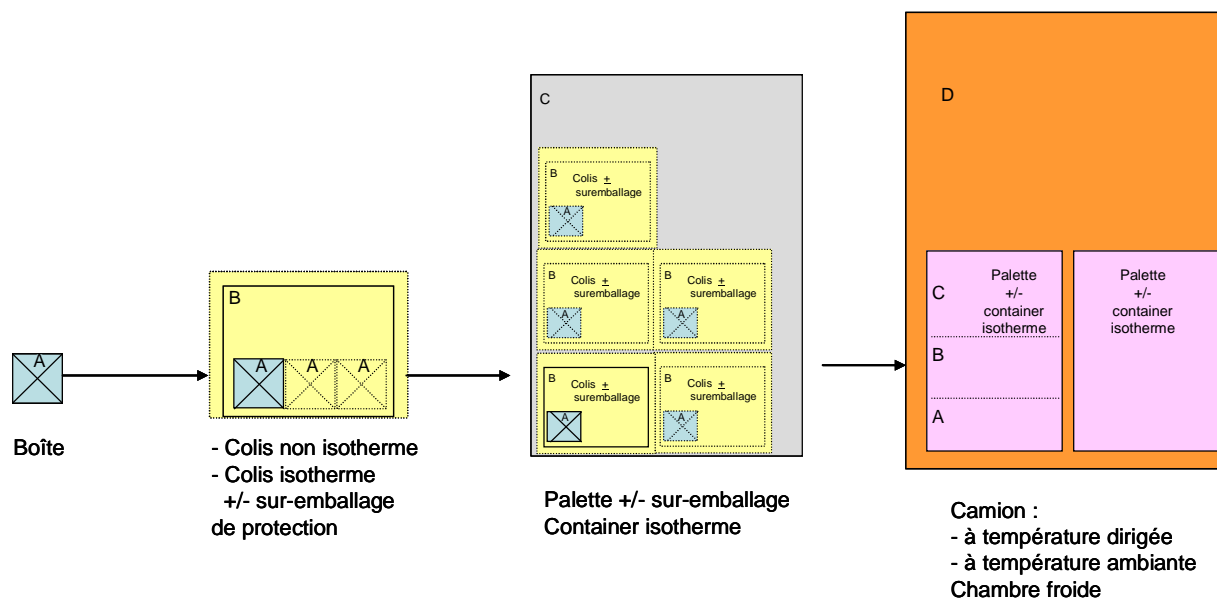 A
Boîte
B
A
A
A
- Colis non isotherme
- Colis isotherme
+/- sur-emballage
de protection
C
B
Colis +
suremballage
A
B
Colis +
suremballage
A
B
Colis +
suremballage
A
B
Colis +
suremballage
A
B
Colis +
suremballage
A
Palette +/- sur-emballage
Container isotherme
D
C
B
A
Palette
+/-
container
isotherme
Palette
+/-
container
isotherme
Camion :
- à température dirigée
- à température ambiante
Chambre froide